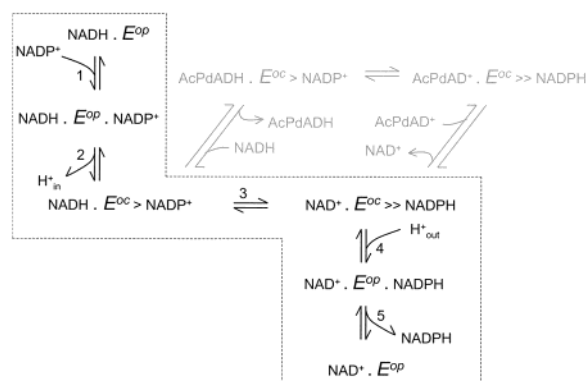 NADH . E^op
NADP⁺
1
AcPdADH . E^oc > NADP⁺
AcPdAD⁺ . E^oc >> NADPH
NADH . E^op . NADP⁺
AcPdADH
NADH
AcPdAD⁺
NAD⁺
2
H⁺in
NADH . E^oc > NADP⁺
3
NAD⁺ . E^oc >> NADPH
H⁺out
4
NAD⁺ . E^op . NADPH
5
NADPH
NAD⁺ . E^op